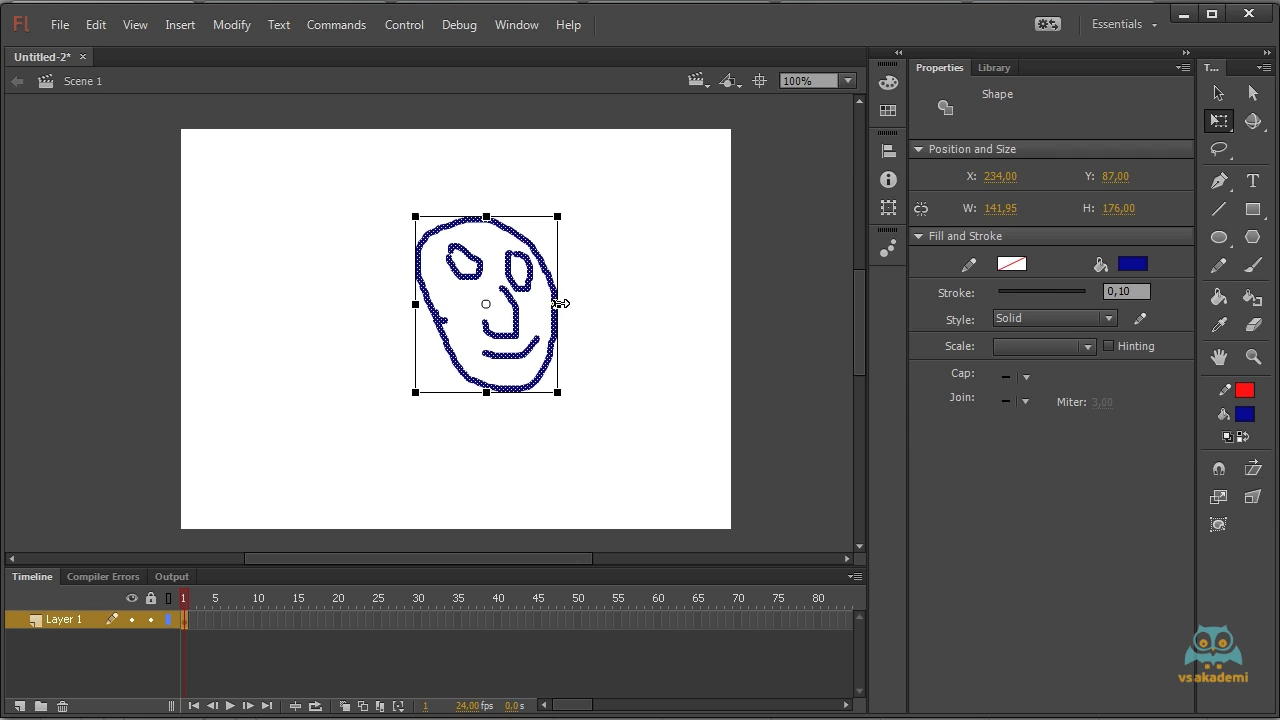 Fl File Edit View Insert Modify Text Commands Control Debug Window Help Essentials
Untitled-2*
Scene 1 100%
Properties Library T...
Shape
Position and Size
X: 234,00 Y: 87,00
W: 141,95 H: 176,00
Fill and Stroke
Stroke: 0,10
Style: Solid
Scale: Hinting
Cap:
Join: Miter: 3,00
Timeline Compiler Errors Output
1 5 10 15 20 25 30 35 40 45 50 55 60 65 70 75 80
Layer 1
1 24,00 fps 0,0 s
vsakademi